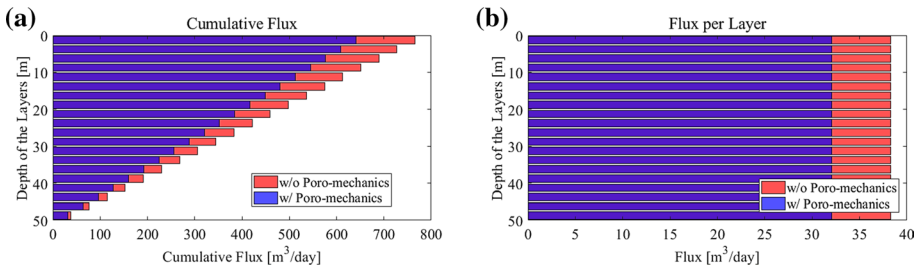 (a)
Cumulative Flux
Depth of the Layers [m]
0
10
20
30
40
50
w/o Poro-mechanics
w/ Poro-mechanics
0 100 200 300 400 500 600 700 800
Cumulative Flux [m³/day]
(b)
Flux per Layer
Depth of the Layers [m]
0
10
20
30
40
50
w/o Poro-mechanics
w/ Poro-mechanics
0 5 10 15 20 25 30 35 40
Flux [m³/day]